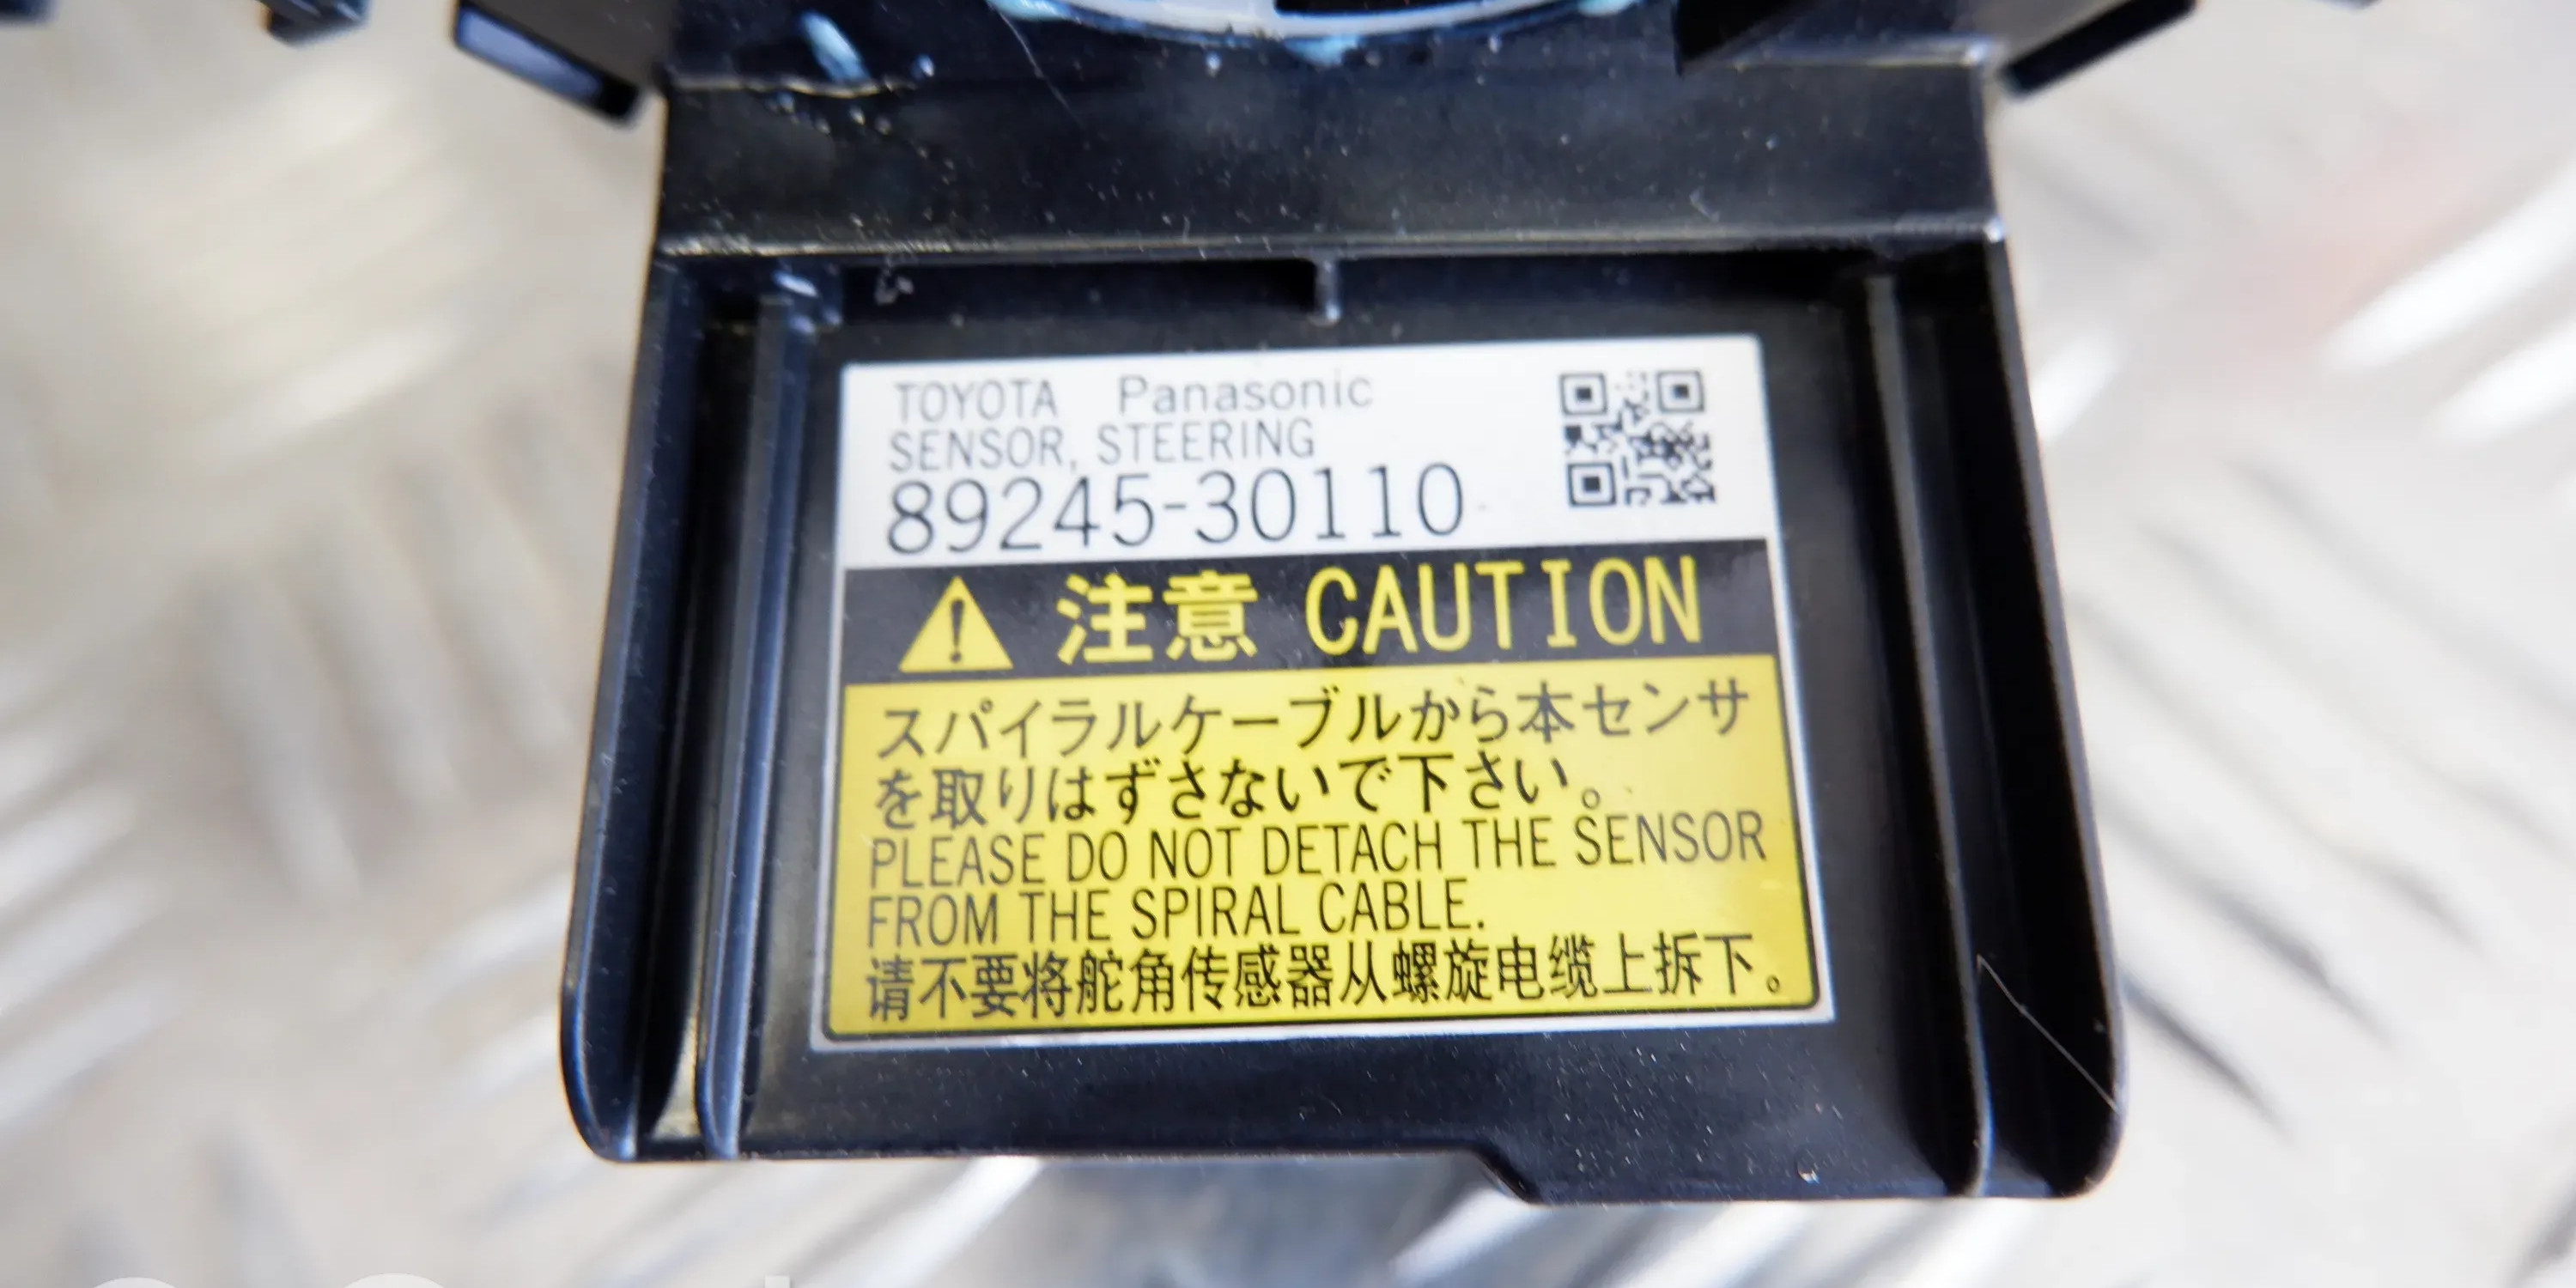 TOYOTA Panasonic
SENSOR, STEERING
89245-30110
注意 CAUTION
スパイラルケーブルから本センサ
を取りはずさないで下さい。
PLEASE DO NOT DETACH THE SENSOR
FROM THE SPIRAL CABLE.
请不要将舵角传感器从螺旋电缆上拆下。